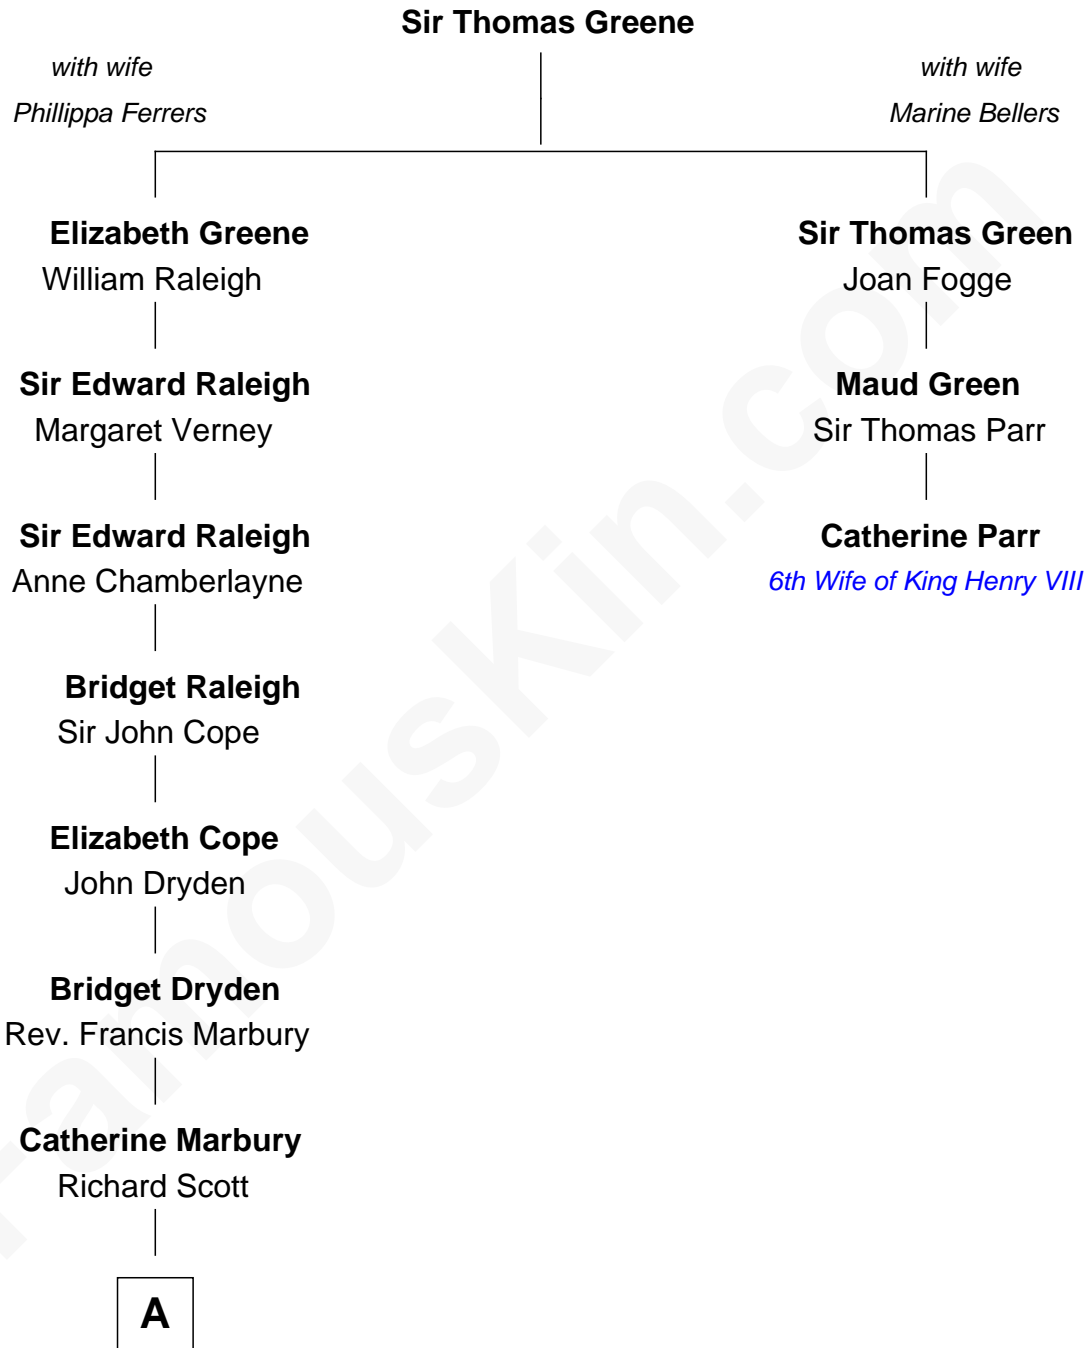 Sir Thomas Greene
with wife
Phillippa Ferrers
with wife
Marine Bellers
Elizabeth Greene
William Raleigh
Sir Thomas Green
Joan Fogge
Sir Edward Raleigh
Margaret Verney
Maud Green
Sir Thomas Parr
Sir Edward Raleigh
Anne Chamberlayne
Catherine Parr
6th Wife of King Henry VIII
Bridget Raleigh
Sir John Cope
Elizabeth Cope
John Dryden
Bridget Dryden
Rev. Francis Marbury
Catherine Marbury
Richard Scott
A
FamousKin.com